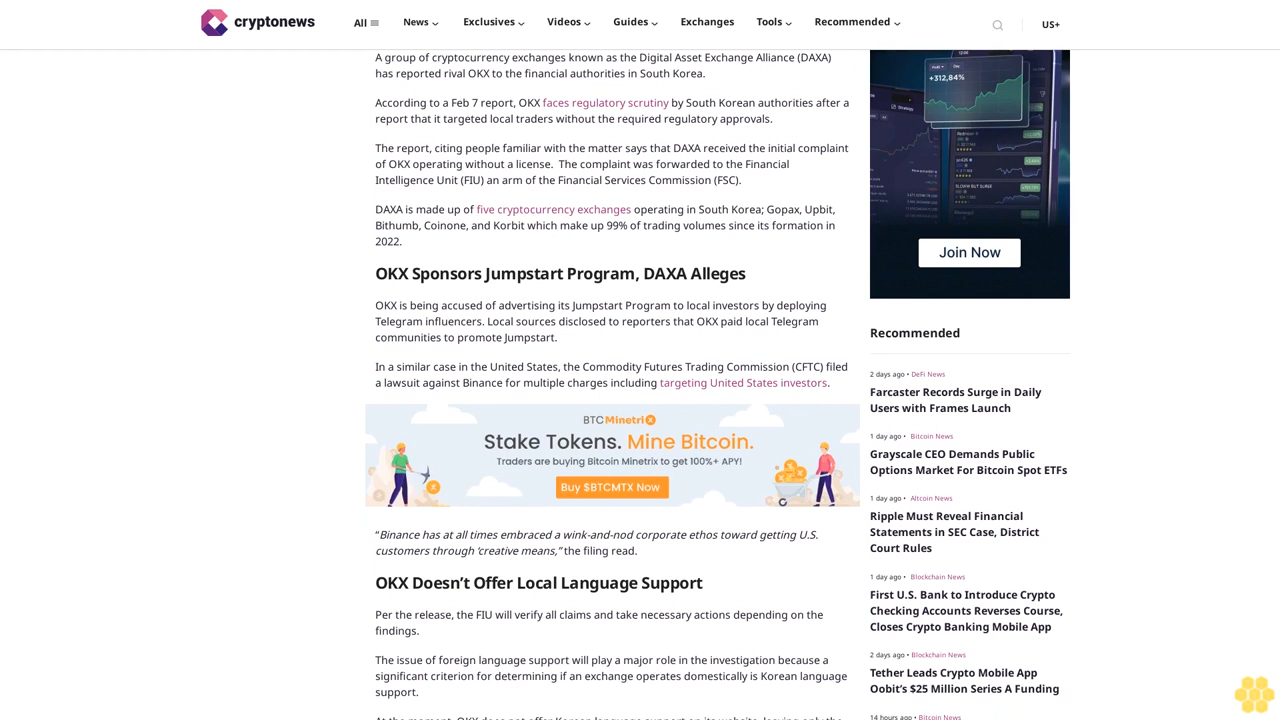 cryptonews
All
News
Exclusives
Videos
Guides
Exchanges
Tools
Recommended
US+
A group of cryptocurrency exchanges known as the Digital Asset Exchange Alliance (DAXA)
has reported rival OKX to the financial authorities in South Korea.
According to a Feb 7 report, OKX faces regulatory scrutiny by South Korean authorities after a
report that it targeted local traders without the required regulatory approvals.
The report, citing people familiar with the matter says that DAXA received the initial complaint
of OKX operating without a license.  The complaint was forwarded to the Financial
Intelligence Unit (FIU) an arm of the Financial Services Commission (FSC).
DAXA is made up of five cryptocurrency exchanges operating in South Korea; Gopax, Upbit,
Bithumb, Coinone, and Korbit which make up 99% of trading volumes since its formation in
2022.
OKX Sponsors Jumpstart Program, DAXA Alleges
OKX is being accused of advertising its Jumpstart Program to local investors by deploying
Telegram influencers. Local sources disclosed to reporters that OKX paid local Telegram
communities to promote Jumpstart.
In a similar case in the United States, the Commodity Futures Trading Commission (CFTC) filed
a lawsuit against Binance for multiple charges including targeting United States investors.
BTC Minetrix
Stake Tokens. Mine Bitcoin.
Traders are buying Bitcoin Minetrix to get 100%+ APY!
Buy $BTCMTX Now
“Binance has at all times embraced a wink-and-nod corporate ethos toward getting U.S.
customers through ‘creative means,” the filing read.
OKX Doesn’t Offer Local Language Support
Per the release, the FIU will verify all claims and take necessary actions depending on the
findings.
The issue of foreign language support will play a major role in the investigation because a
significant criterion for determining if an exchange operates domestically is Korean language
support.
At the moment, OKX does not offer Korean language support on its website, leaving only the
+312,84%
Join Now
Recommended
2 days ago • DeFi News
Farcaster Records Surge in Daily
Users with Frames Launch
1 day ago • Bitcoin News
Grayscale CEO Demands Public
Options Market For Bitcoin Spot ETFs
1 day ago • Altcoin News
Ripple Must Reveal Financial
Statements in SEC Case, District
Court Rules
1 day ago • Blockchain News
First U.S. Bank to Introduce Crypto
Checking Accounts Reverses Course,
Closes Crypto Banking Mobile App
2 days ago • Blockchain News
Tether Leads Crypto Mobile App
Oobit’s $25 Million Series A Funding
14 hours ago • Bitcoin News